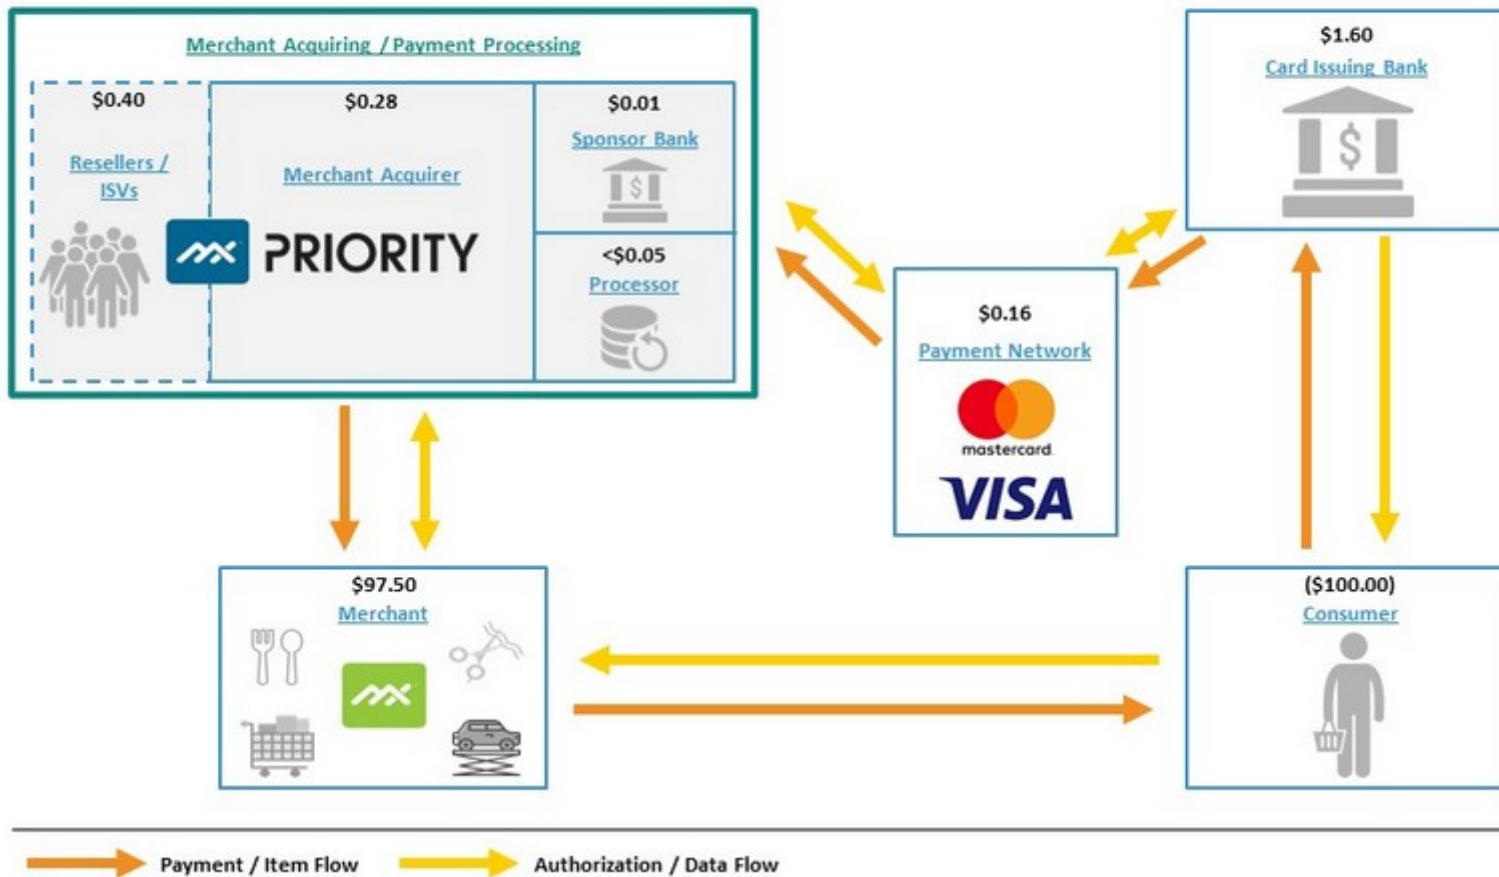 Merchant Acquiring / Payment Processing
$0.40
Resellers /
ISVs
$0.28
Merchant Acquirer
PRIORITY
$0.01
Sponsor Bank
$
<$0.05
Processor
$1.60
Card Issuing Bank
$
$0.16
Payment Network
mastercard
VISA
$97.50
Merchant
($100.00)
Consumer
Payment / Item Flow
Authorization / Data Flow